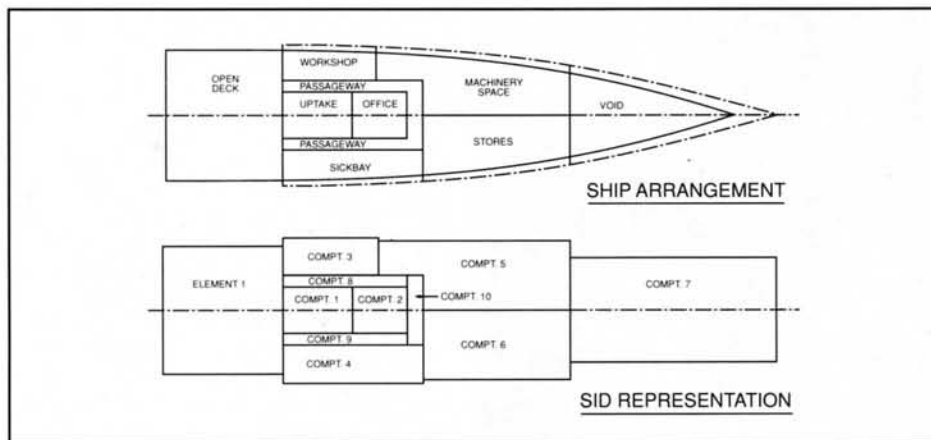 WORKSHOP
OPEN
DECK
PASSAGEWAY
MACHINERY
SPACE
UPTAKE
OFFICE
VOID
PASSAGEWAY
STORES
SICKBAY
SHIP ARRANGEMENT
COMPT. 3
COMPT. 5
ELEMENT 1
COMPT. 8
COMPT. 7
COMPT. 1
COMPT. 2
COMPT. 10
COMPT. 9
COMPT. 6
COMPT. 4
SID REPRESENTATION